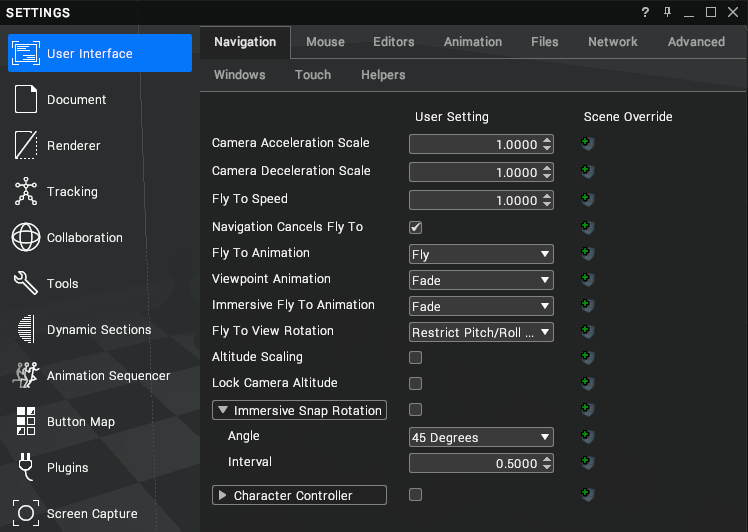 SETTINGS
?
User Interface
Document
Renderer
Tracking
Collaboration
Tools
Dynamic Sections
Animation Sequencer
Button Map
Plugins
Screen Capture
Navigation Mouse Editors Animation Files Network Advanced
Windows Touch Helpers
User Setting Scene Override
Camera Acceleration Scale 1.0000
Camera Deceleration Scale 1.0000
Fly To Speed 1.0000
Navigation Cancels Fly To
Fly To Animation Fly
Viewpoint Animation Fade
Immersive Fly To Animation Fade
Fly To View Rotation Restrict Pitch/Roll ...
Altitude Scaling
Lock Camera Altitude
Immersive Snap Rotation
Angle 45 Degrees
Interval 0.5000
Character Controller